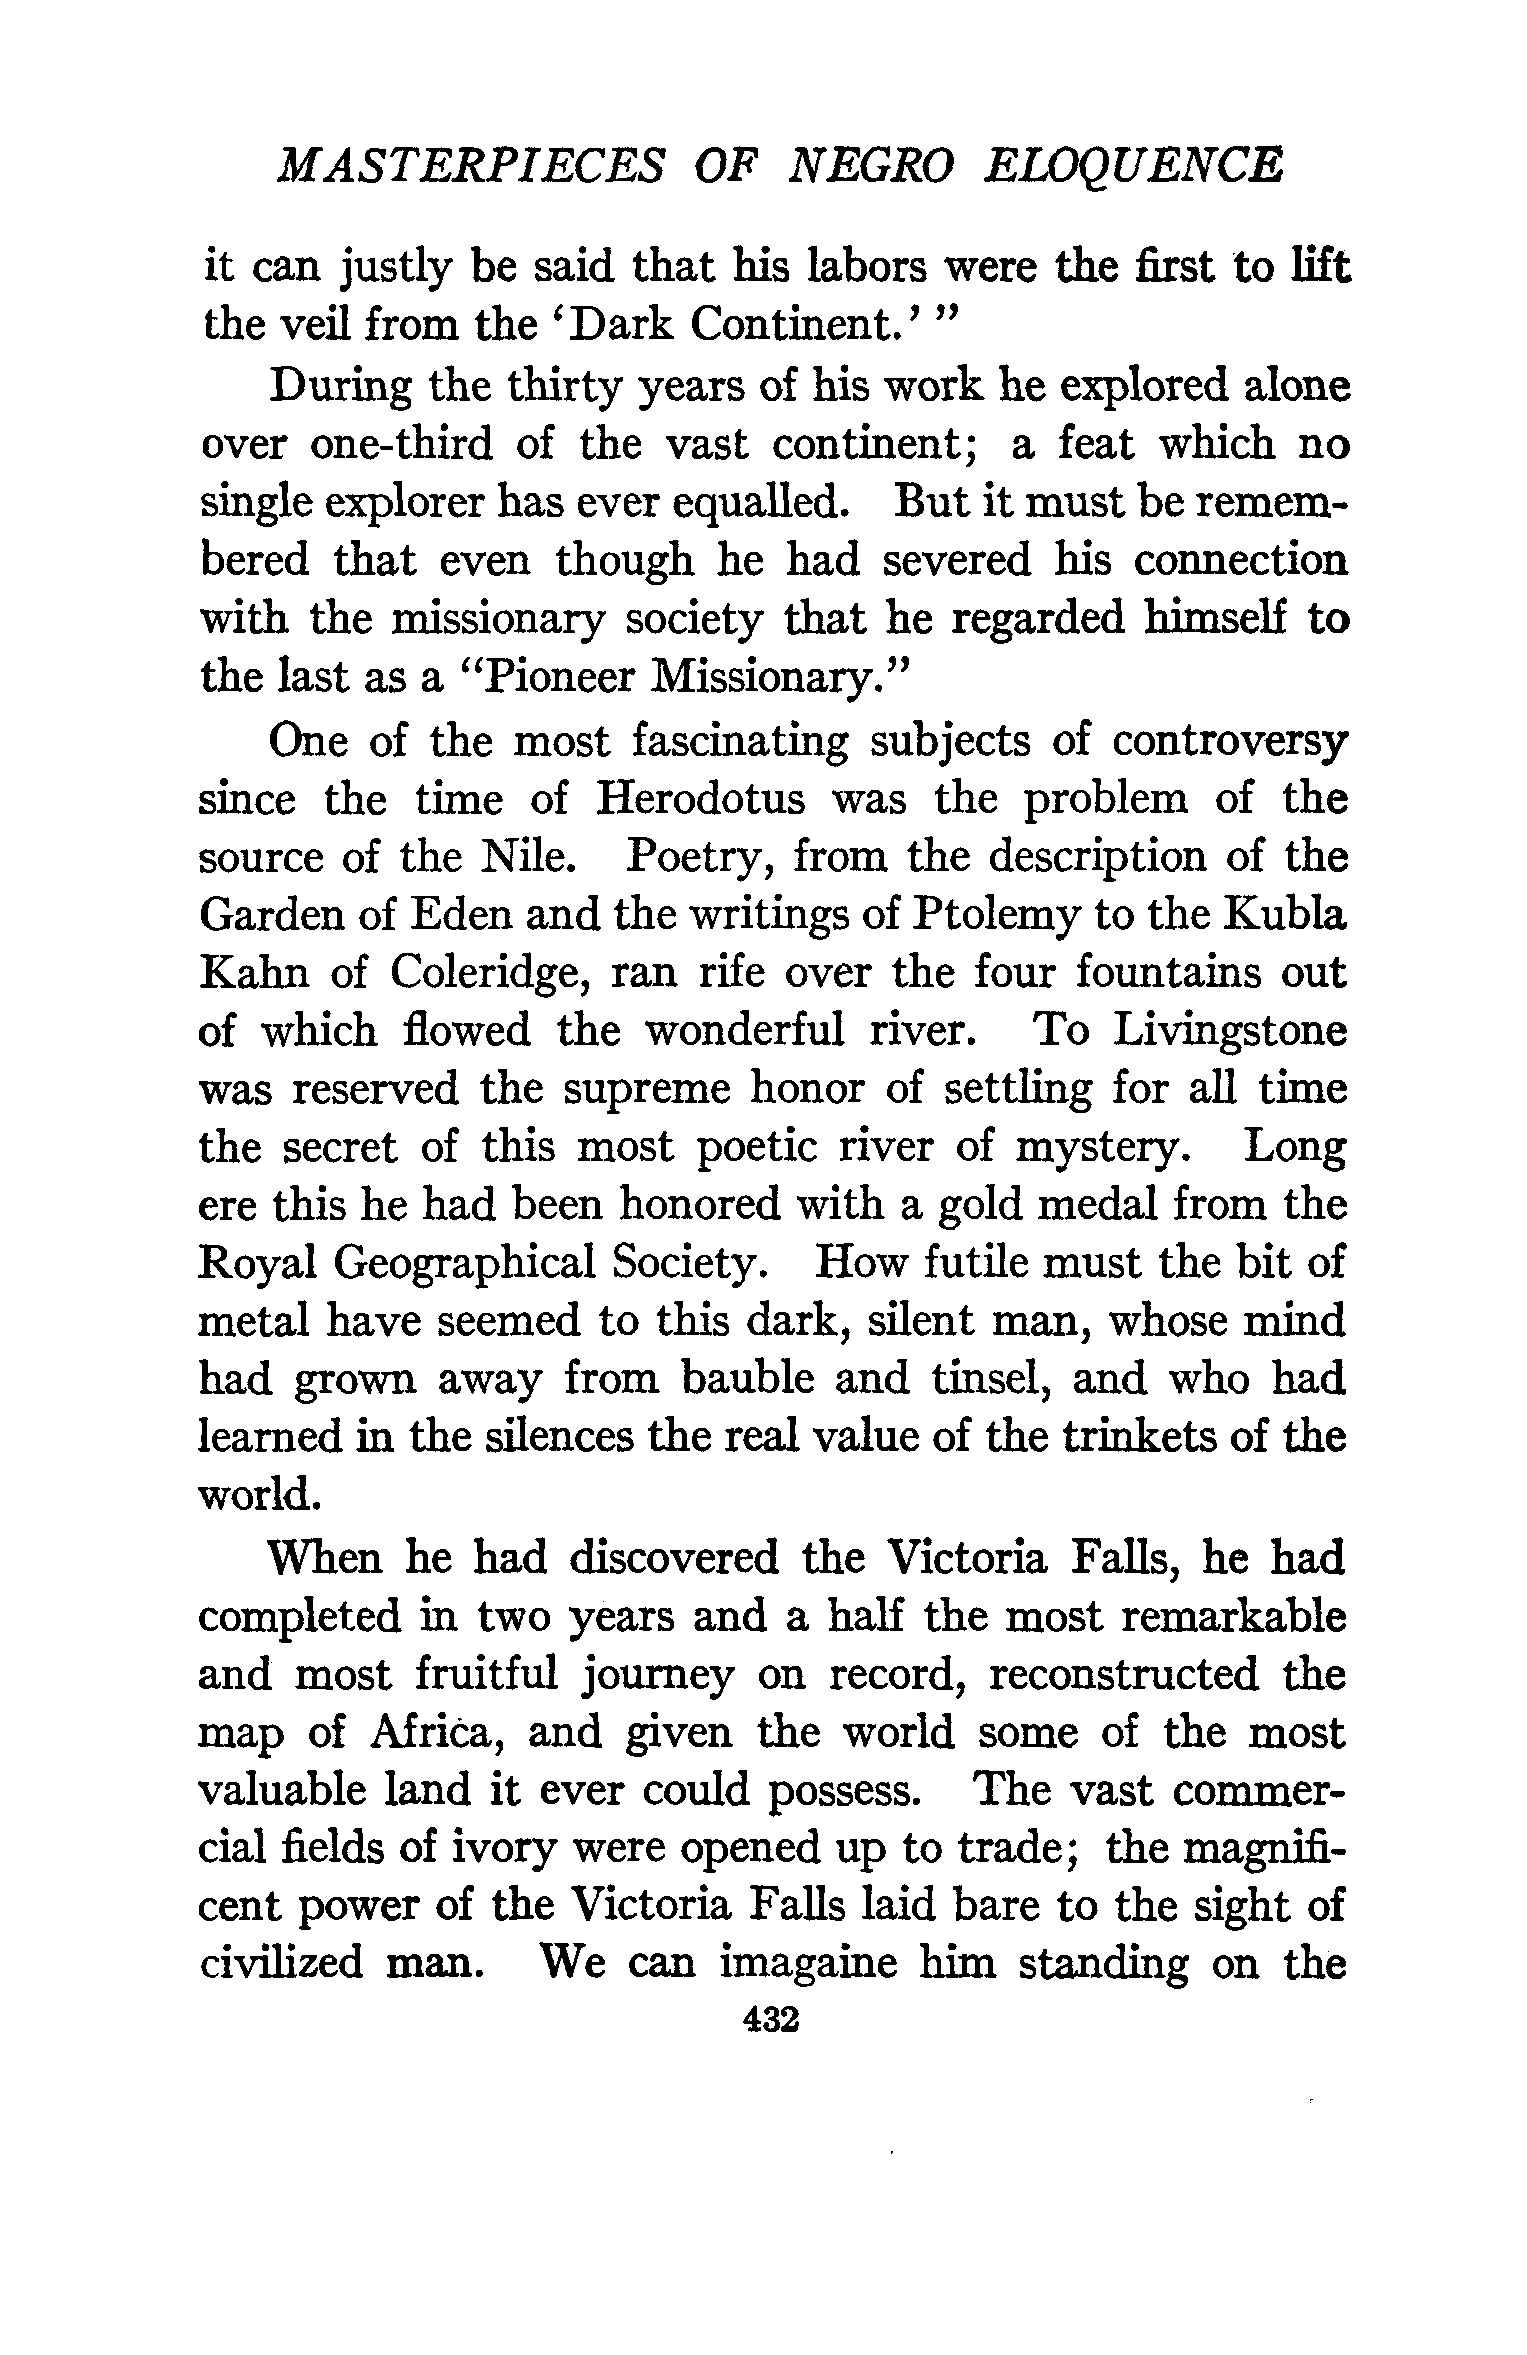 MASTERPIECES OF NEGRO ELOQUENCE
it can justly be said that his labors were the first to lift
the veil from the ‘Dark Continent.’ ”
During the thirty years of his work he explored alone
over one-third of the vast continent; a feat which no
single explorer has ever equalled. But it must be remem-
bered that even though he had severed his connection
with the missionary society that he regarded himself to
the last as a “Pioneer Missionary.”
One of the most fascinating subjects of controversy
since the time of Herodotus was the problem of the
source of the Nile. Poetry, from the description of the
Garden of Eden and the writings of Ptolemy to the Kubla
Kahn of Coleridge, ran rife over the four fountains out
of which flowed the wonderful river. To Livingstone
was reserved the supreme honor of settling for all time
the secret of this most poetic river of mystery. Long
ere this he had been honored with a gold medal from the
Royal Geographical Society. How futile must the bit of
metal have seemed to this dark, silent man, whose mind
had grown away from bauble and tinsel, and who had
learned in the silences the real value of the trinkets of the
world.
When he had discovered the Victoria Falls, he had
completed in two years and a half the most remarkable
and most fruitful journey on record, reconstructed the
map of Africa, and given the world some of the most
valuable land it ever could possess. The vast commer-
cial fields of ivory were opened up to trade; the magnifi-
cent power of the Victoria Falls laid bare to the sight of
civilized man. We can imagaine him standing on the
432